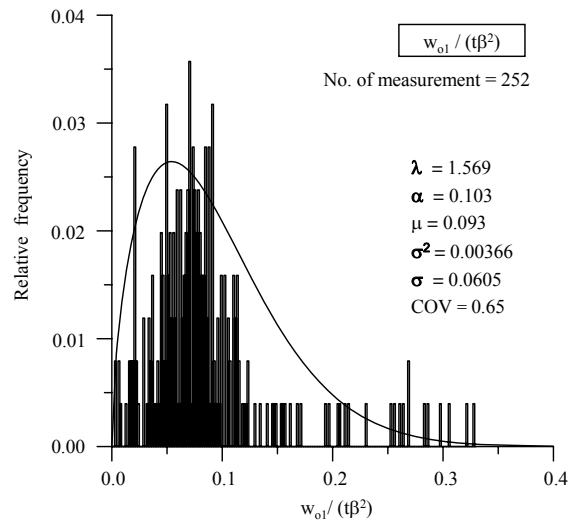 w₀₁ / (tβ²)
No. of measurement = 252
λ = 1.569
α = 0.103
μ = 0.093
σ² = 0.00366
σ = 0.0605
COV = 0.65
Relative frequency
0.04
0.03
0.02
0.01
0.00
0.0 0.1 0.2 0.3 0.4
w₀₁/ (tβ²)